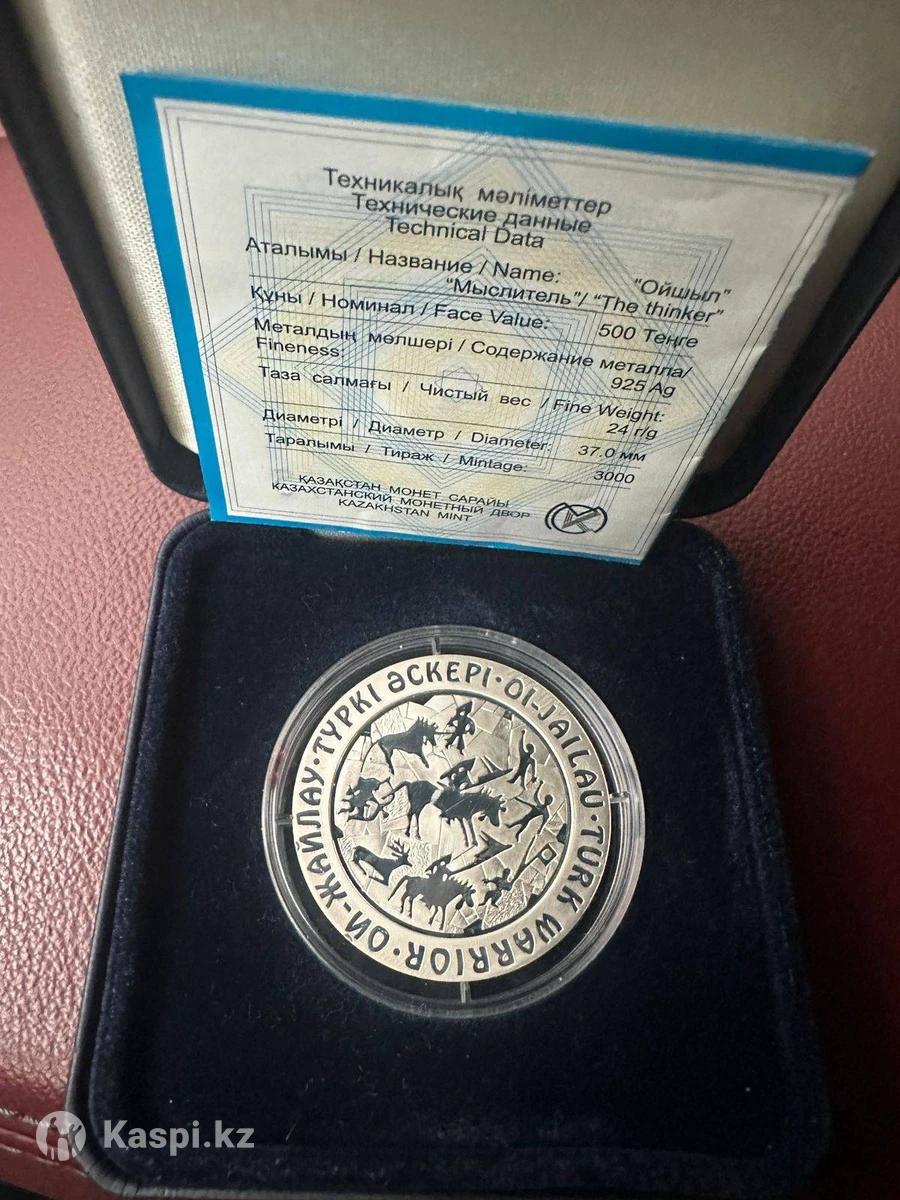 Техникалық мәліметтер
Технические данные
Technical Data
Аталымы / Название / Name: "Ойшыл"
"Мыслитель"/ "The thinker"
Құны / Номинал / Face Value: 500 Теңге
Металдың мөлшері / Содержание металла/
Fineness: 925 Ag
Таза салмағы / Чистый вес / Fine Weight:
24 г/g
Диаметрі / Диаметр / Diameter: 37.0 мм
Таралымы / Тираж / Mintage: 3000
ҚАЗАҚСТАН МОНЕТ САРАЙЫ
КАЗАХСТАНСКИЙ МОНЕТНЫЙ ДВОР
KAZAKHSTAN MINT
ОЙ-ЖАЙЛАУ·ТҮРКІ ӘСКЕРІ·OI-JAILAU·TURK WARRIOR·
Kaspi.kz